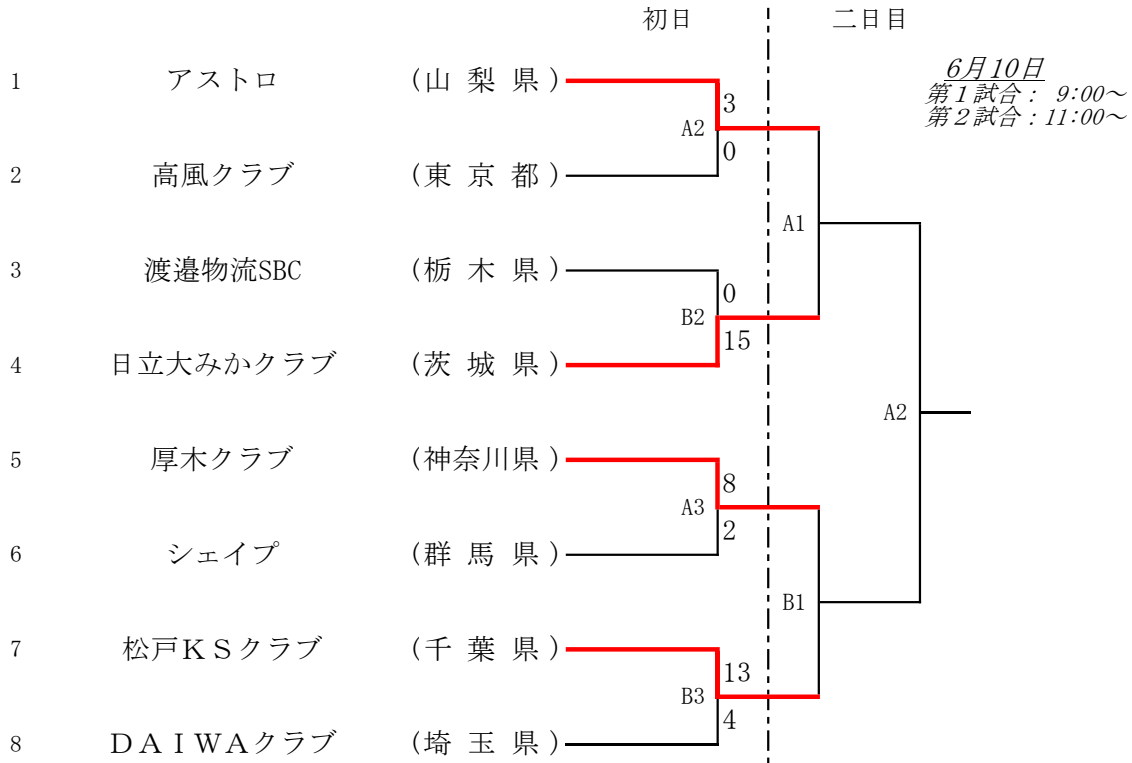 初日 二日目
6月10日
第1試合： 9:00～
第2試合：11:00～
1 アストロ (山 梨 県)
3
A2
0
2 高風クラブ (東 京 都)
A1
3 渡邉物流SBC (栃 木 県)
0
B2
15
4 日立大みかクラブ (茨 城 県)
A2
5 厚木クラブ (神奈川県)
8
A3
2
6 シェイプ (群 馬 県)
B1
7 松戸ＫＳクラブ (千 葉 県)
13
B3
4
8 ＤＡＩＷＡクラブ (埼 玉 県)